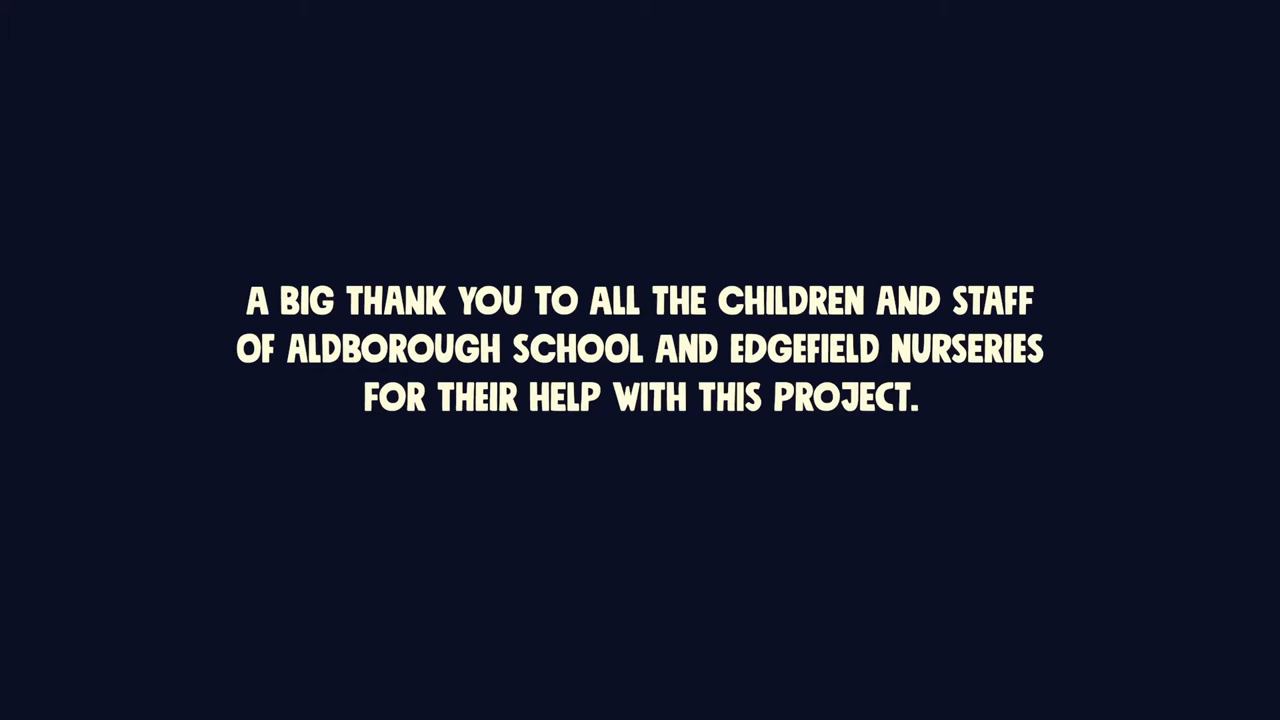 A BIG THANK YOU TO ALL THE CHILDREN AND STAFF
OF ALDBOROUGH SCHOOL AND EDGEFIELD NURSERIES
FOR THEIR HELP WITH THIS PROJECT.